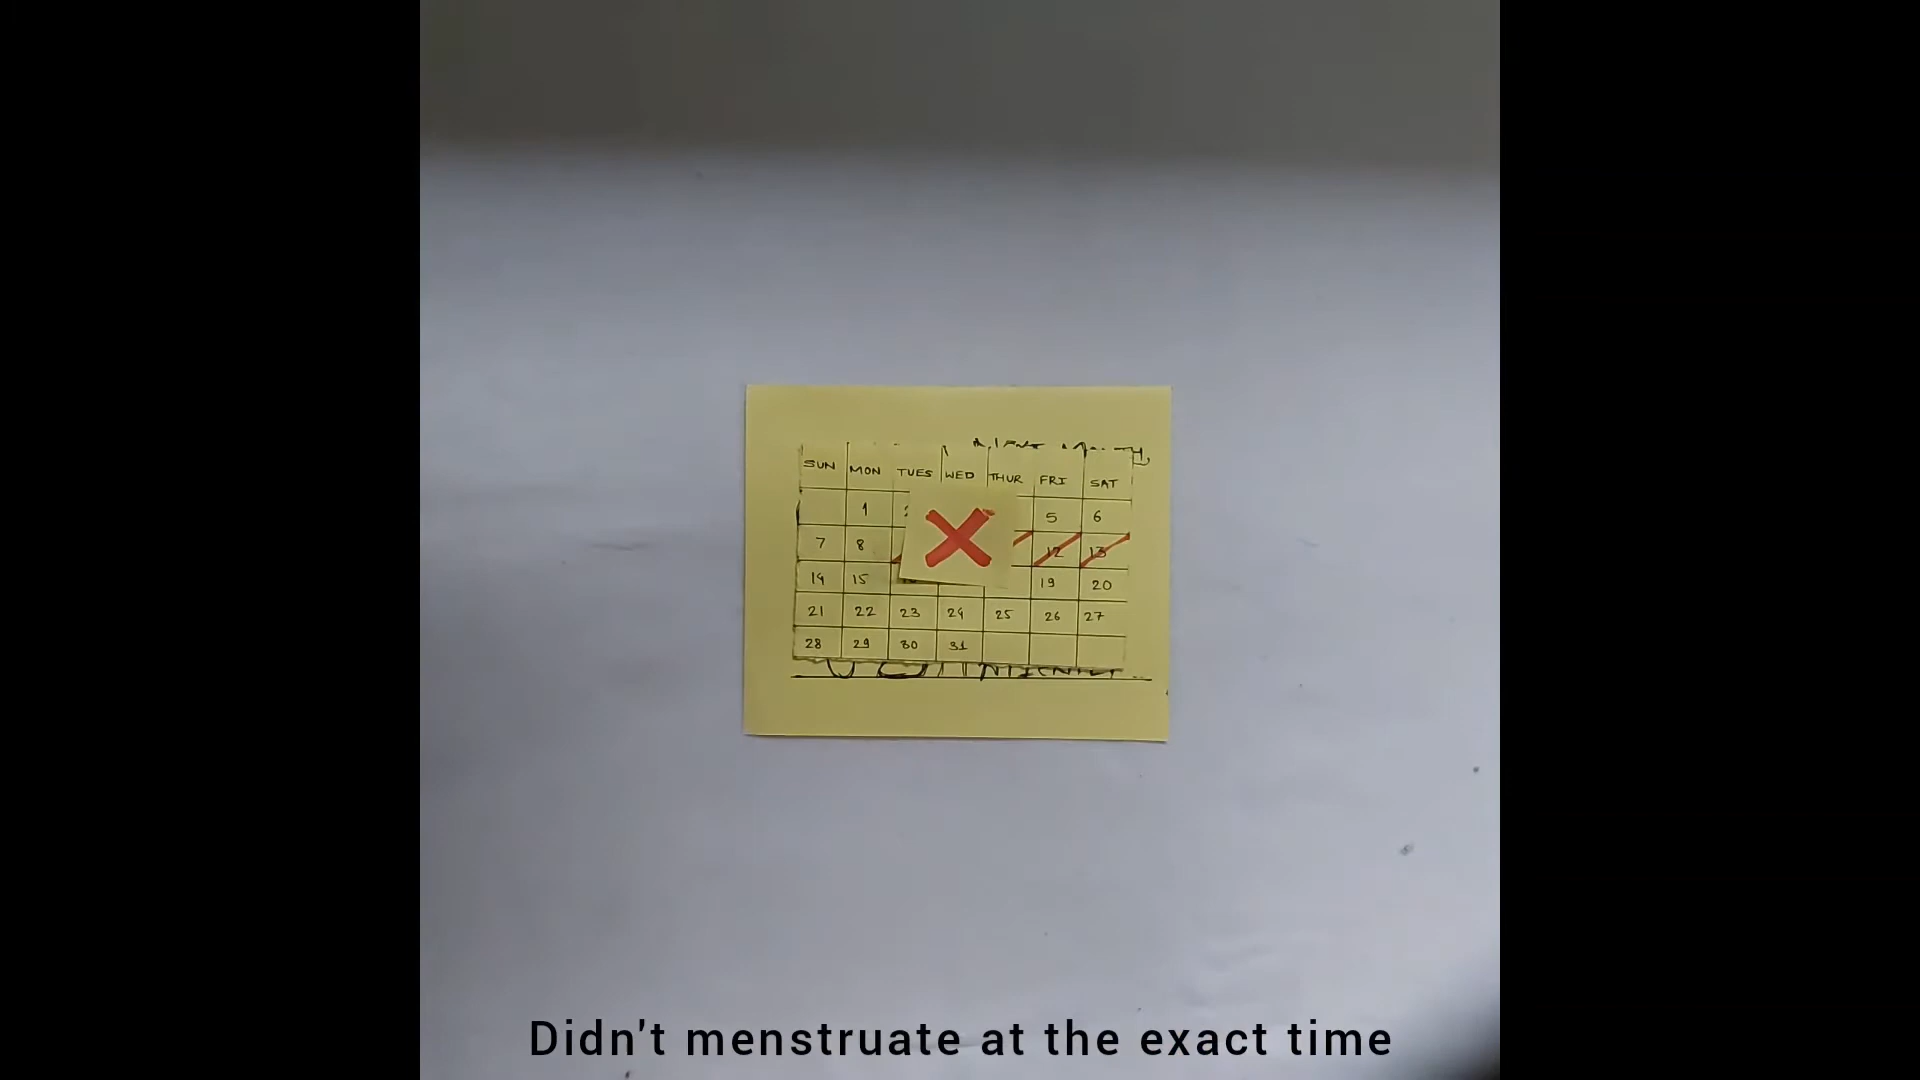 SUN MON TUES WED THUR FRI SAT
1 5 6
7 8 12 13
14 15 19 20
21 22 23 24 25 26 27
28 29 30 31
Didn't menstruate at the exact time